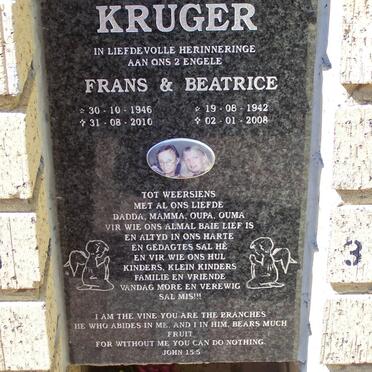 KRUGER
IN LIEFDEVOLLE HERINNERINGE
AAN ONS 2 ENGELE
FRANS & BEATRICE
☆ 30 - 10 - 1946 ☆ 19 - 08 - 1942
✝ 31 - 08 - 2010 ✝ 02 - 01 - 2008
TOT WEERSIENS
MET AL ONS LIEFDE
DADDA, MAMMA, OUPA, OUMA
VIR WIE ONS ALMAL BAIE LIEF IS
EN ALTYD IN ONS HARTE
EN GEDAGTES SAL HÊ
EN VIR WIE ONS HUL
KINDERS, KLEIN KINDERS
FAMILIE EN VRIENDE
VANDAG MORE EN VEREWIG
SAL MIS!!!
I AM THE VINE YOU ARE THE BRANCHES
HE WHO ABIDES IN ME, AND I IN HIM, BEARS MUCH
FRUIT
FOR WITHOUT ME YOU CAN DO NOTHING.
JOHN 15:5
3